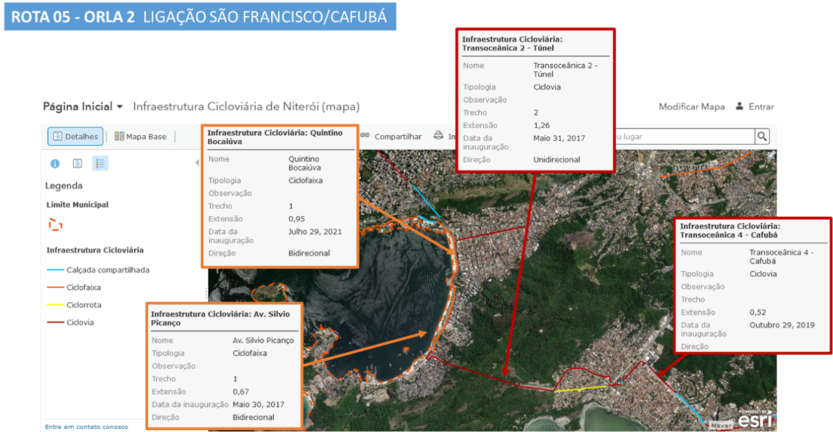 ROTA 05 - ORLA 2 LIGAÇÃO SÃO FRANCISCO/CAFUBÁ
Página Inicial Infraestrutura Cicloviária de Niterói (mapa)
Modificar Mapa Entrar
Detalhes Mapa Base
Compartilhar
lugar
Legenda
Limite Municipal
Infraestrutura Cicloviária
Calçada compartilhada
Ciclofaixa
Ciclorrota
Ciclovia
Entre em contato conosco
Infraestrutura Cicloviária: Quintino
Bocaiúva
Nome Quintino
Bocaiúva
Tipologia Ciclofaixa
Observação
Trecho 1
Extensão 0,95
Data da Julho 29, 2021
inauguração
Direção Bidirecional
Infraestrutura Cicloviária:
Transoceânica 2 - Túnel
Nome Transoceânica 2 -
Túnel
Tipologia Ciclovia
Observação
Trecho 2
Extensão 1,26
Data da Maio 31, 2017
inauguração
Direção Unidirecional
Infraestrutura Cicloviária:
Transoceânica 4 - Cafubá
Nome Transoceânica 4 -
Cafubá
Tipologia Ciclovia
Observação
Trecho
Extensão 0,52
Data da Outubro 29, 2019
inauguração
Direção
Infraestrutura Cicloviária: Av. Silvio
Picanço
Nome Av. Silvio Picanço
Tipologia Ciclofaixa
Observação
Trecho 1
Extensão 0,67
Data da inauguração Maio 30, 2017
Direção Bidirecional
esri